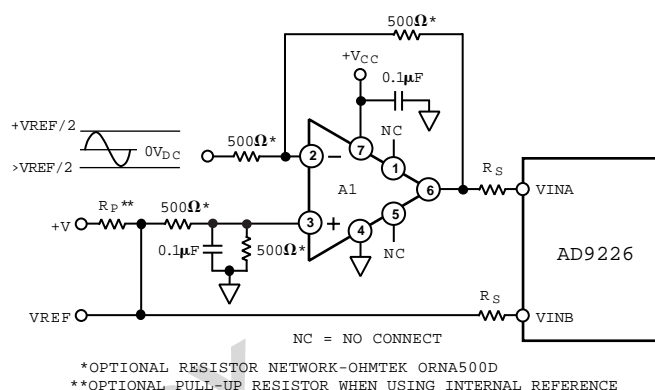 500Ω*
+VCC
0.1µF
+VREF/2
0VDC
>VREF/2
500Ω*
NC
2
−
7
1
A1
6
RS
VINA
AD9226
RP**
500Ω*
+V
3
+
5
4
NC
0.1µF
500Ω*
VREF
RS
VINB
NC = NO CONNECT
*OPTIONAL RESISTOR NETWORK-OHMTEK ORNA500D
**OPTIONAL PULL-UP RESISTOR WHEN USING INTERNAL REFERENCE